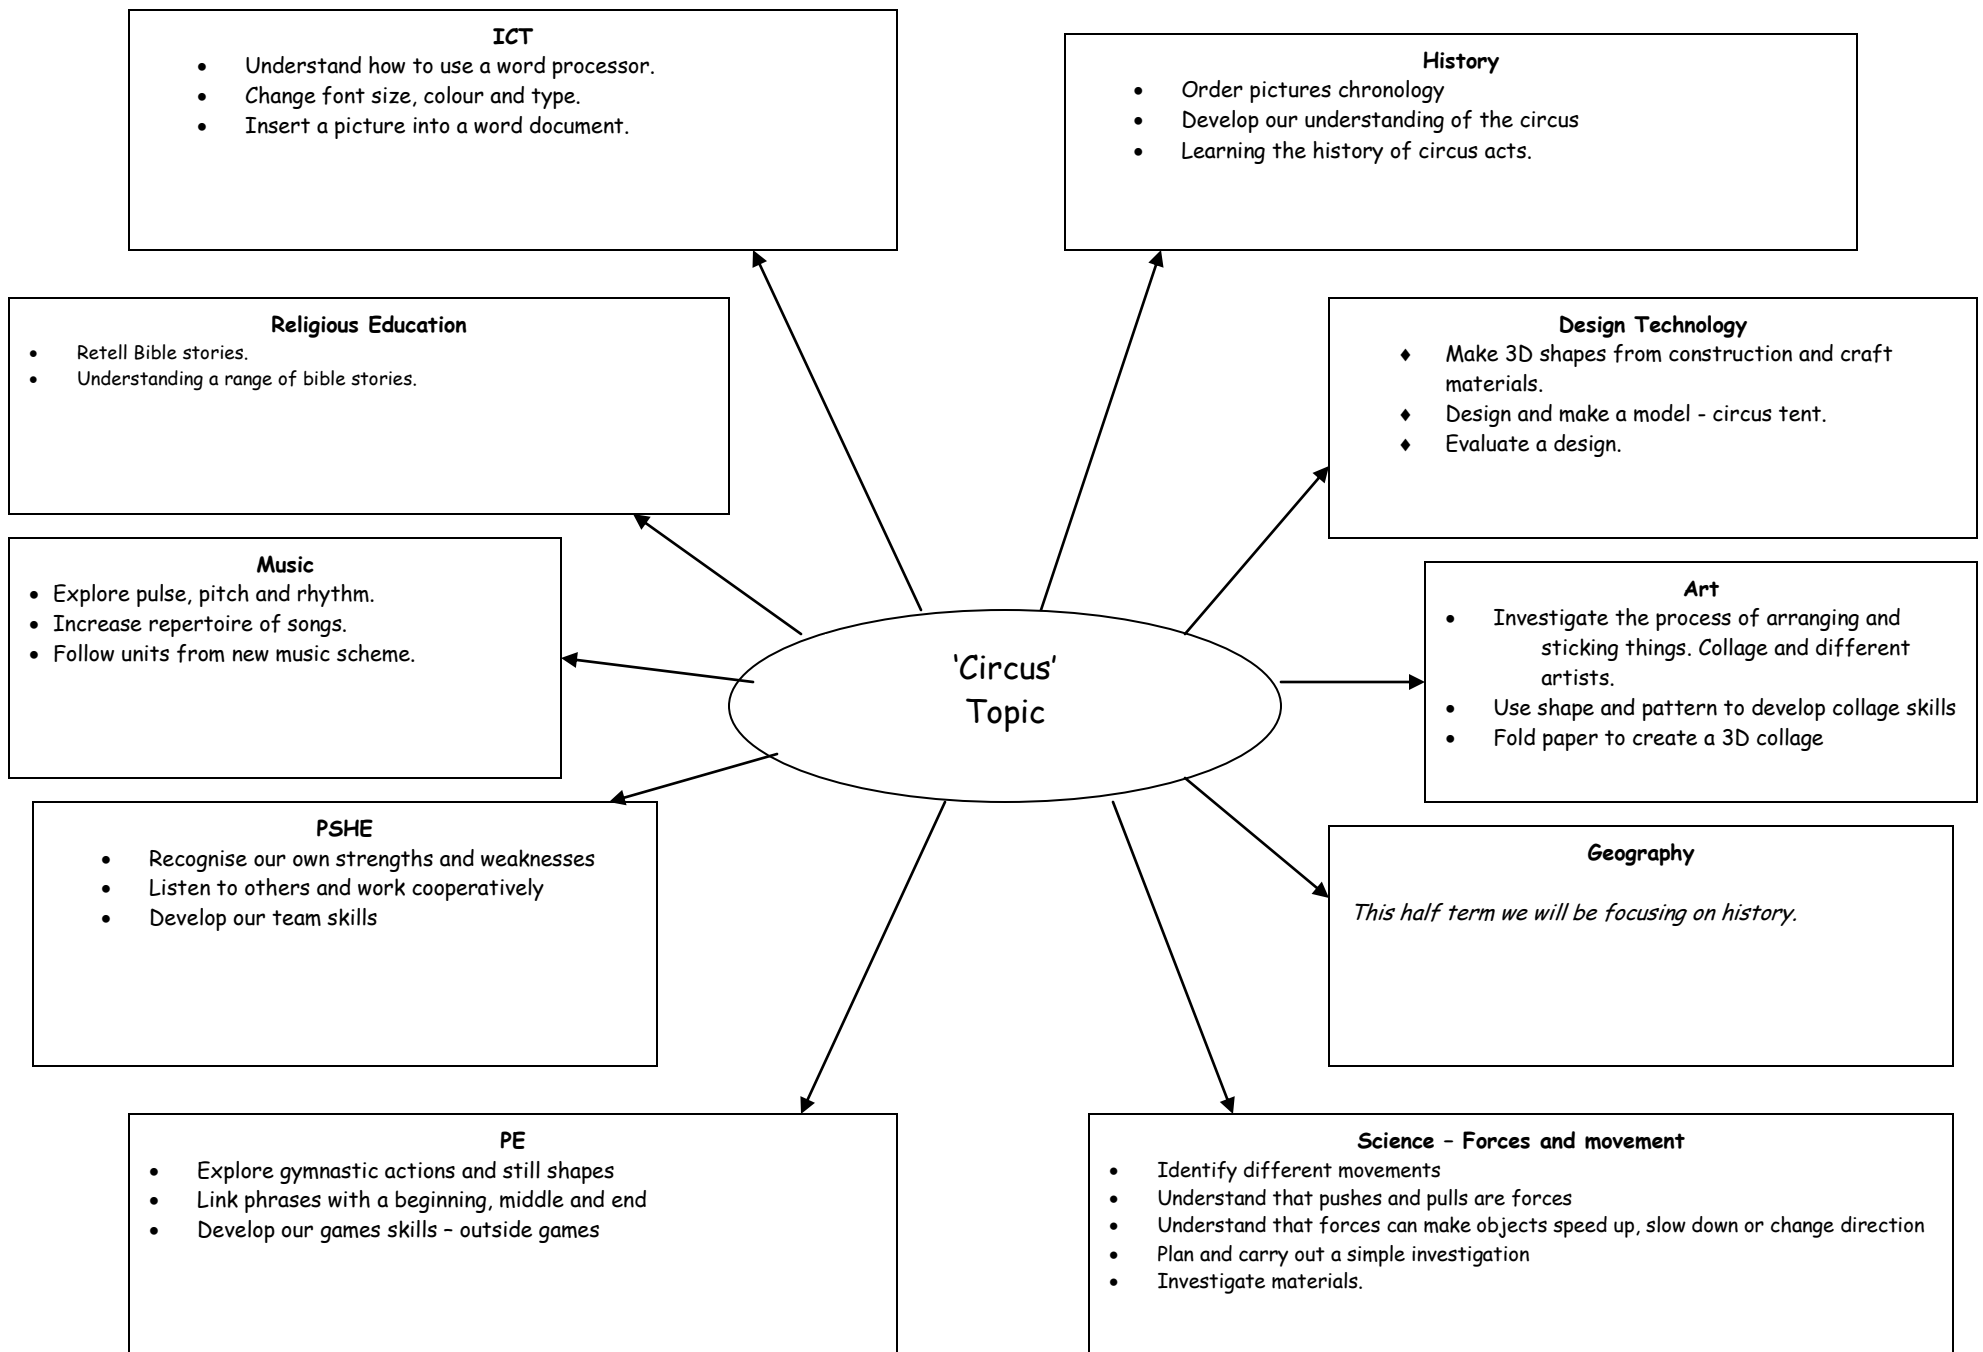 ICT
• Understand how to use a word processor.
• Change font size, colour and type.
• Insert a picture into a word document.
History
• Order pictures chronology
• Develop our understanding of the circus
• Learning the history of circus acts.
Religious Education
• Retell Bible stories.
• Understanding a range of bible stories.
Design Technology
♦ Make 3D shapes from construction and craft
materials.
♦ Design and make a model - circus tent.
♦ Evaluate a design.
Music
• Explore pulse, pitch and rhythm.
• Increase repertoire of songs.
• Follow units from new music scheme.
'Circus'
Topic
Art
• Investigate the process of arranging and
sticking things. Collage and different
artists.
• Use shape and pattern to develop collage skills
• Fold paper to create a 3D collage
PSHE
• Recognise our own strengths and weaknesses
• Listen to others and work cooperatively
• Develop our team skills
Geography
This half term we will be focusing on history.
PE
• Explore gymnastic actions and still shapes
• Link phrases with a beginning, middle and end
• Develop our games skills – outside games
Science – Forces and movement
• Identify different movements
• Understand that pushes and pulls are forces
• Understand that forces can make objects speed up, slow down or change direction
• Plan and carry out a simple investigation
• Investigate materials.